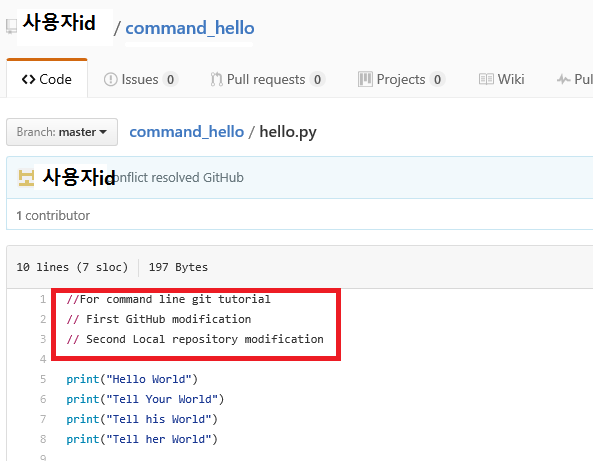 사용자id / command_hello
Code Issues 0 Pull requests 0 Projects 0 Wiki
Branch: master command_hello / hello.py
사용자id onflict resolved GitHub
1 contributor
10 lines (7 sloc) 197 Bytes
1 //For command line git tutorial
2 // First GitHub modification
3 // Second Local repository modification
4
5 print("Hello World")
6 print("Tell Your World")
7 print("Tell his World")
8 print("Tell her World")
9